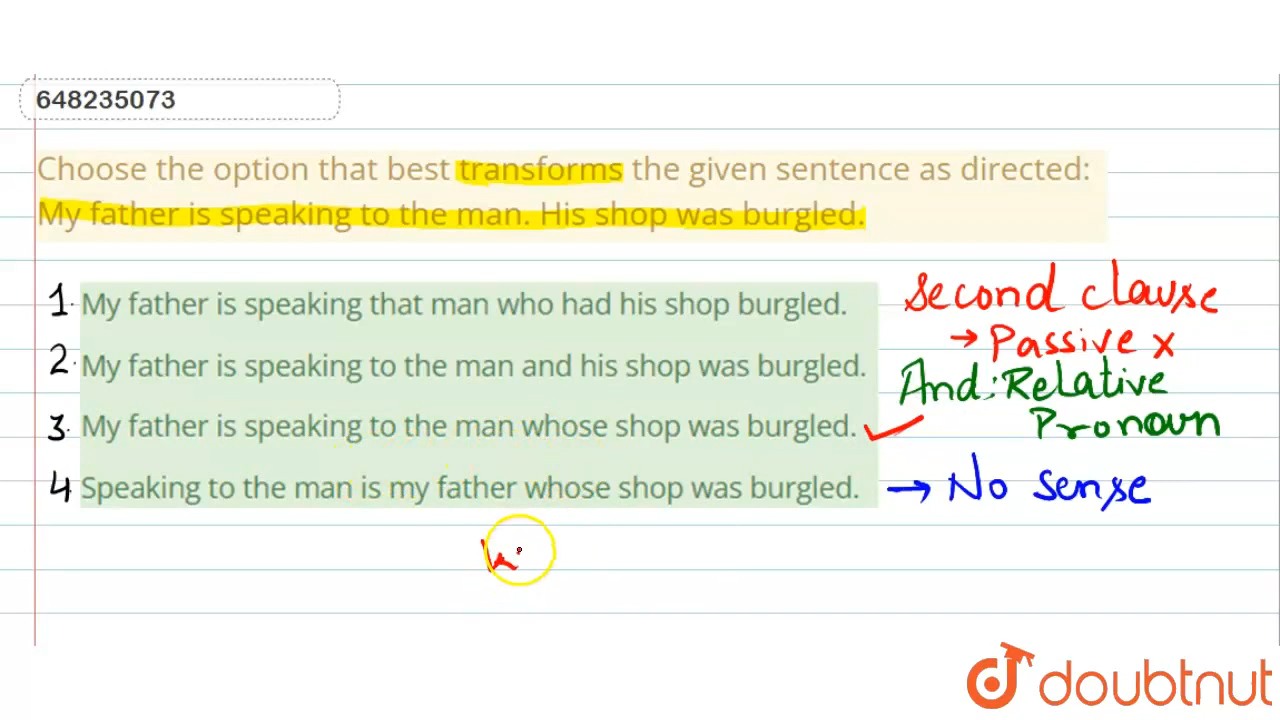 648235073
Choose the option that best transforms the given sentence as directed:
My father is speaking to the man. His shop was burgled.
1. My father is speaking that man who had his shop burgled.
2. My father is speaking to the man and his shop was burgled.
3. My father is speaking to the man whose shop was burgled.
4 Speaking to the man is my father whose shop was burgled.
Second clause
→ Passive x
And: Relative
Pronoun
→ No sense
doubtnut